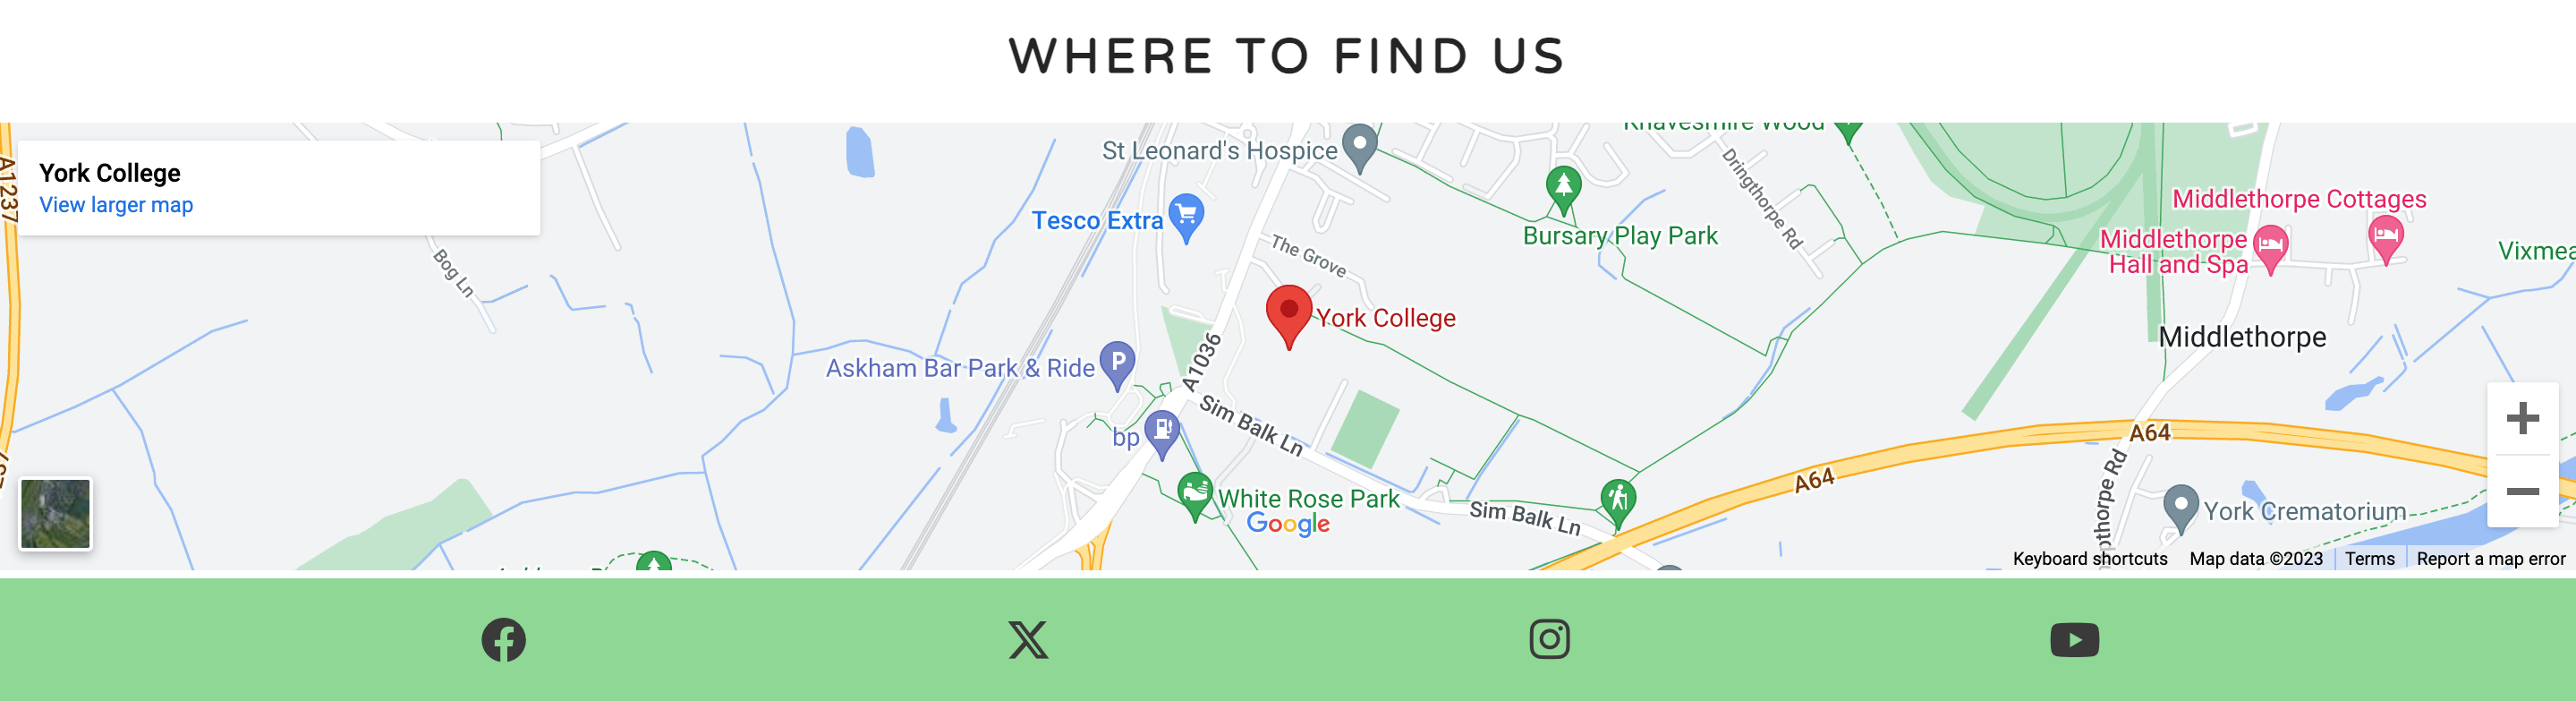 WHERE TO FIND US
York College
View larger map
A1237
Bog Ln
St Leonard's Hospice
Knavesmire Wood
Dringthorpe Rd
Tesco Extra
The Grove
Bursary Play Park
Middlethorpe Cottages
Middlethorpe
Hall and Spa
York College
A1036
Askham Bar Park & Ride
P
Middlethorpe
bp
Sim Balk Ln
A64
A64
White Rose Park
Google
Sim Balk Ln
York Crematorium
Keyboard shortcuts
Map data ©2023
Terms
Report a map error